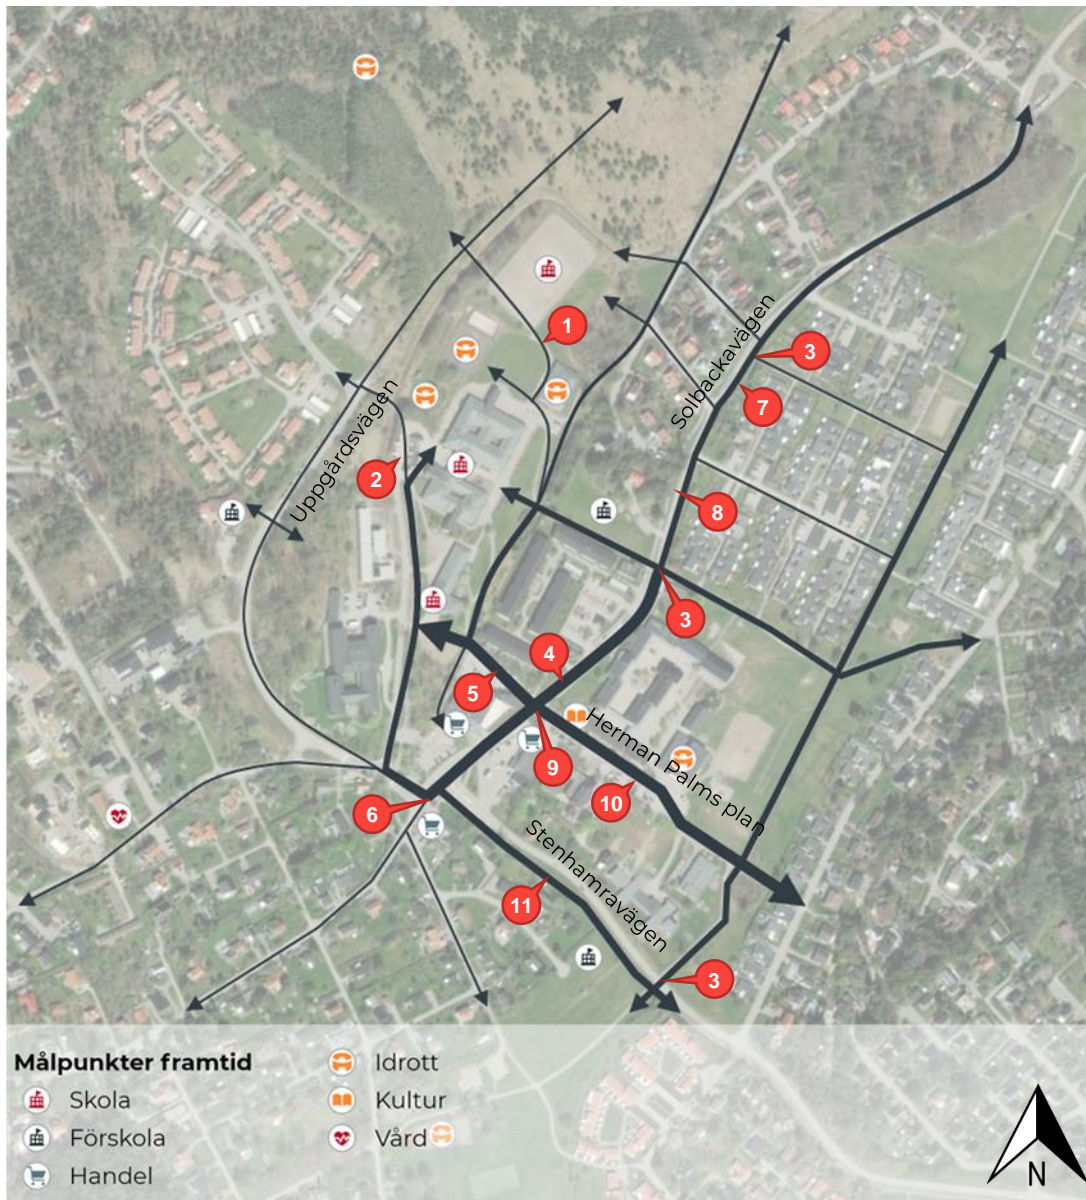 1
Solbackavägen
3
Uppgårdsvägen
7
2
8
3
4
5
Herman Palms plan
9
10
6
Stenhamravägen
11
3
Målpunkter framtid
Idrott
Skola
Kultur
Förskola
Vård
Handel
N